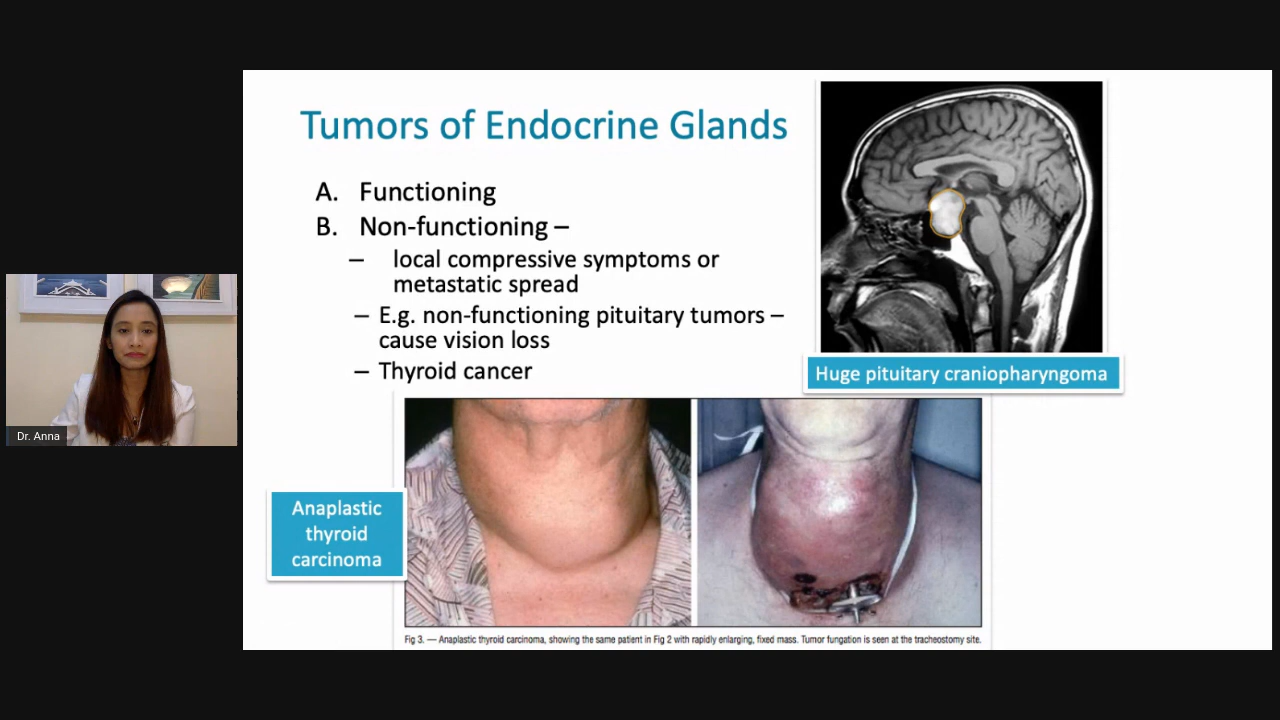 Tumors of Endocrine Glands
A. Functioning
B. Non-functioning –
– local compressive symptoms or
metastatic spread
– E.g. non-functioning pituitary tumors –
cause vision loss
– Thyroid cancer
Huge pituitary craniopharyngoma
Dr. Anna
Anaplastic
thyroid
carcinoma
Fig 3. — Anaplastic thyroid carcinoma, showing the same patient in Fig 2 with rapidly enlarging, fixed mass. Tumor fungation is seen at the tracheostomy site.